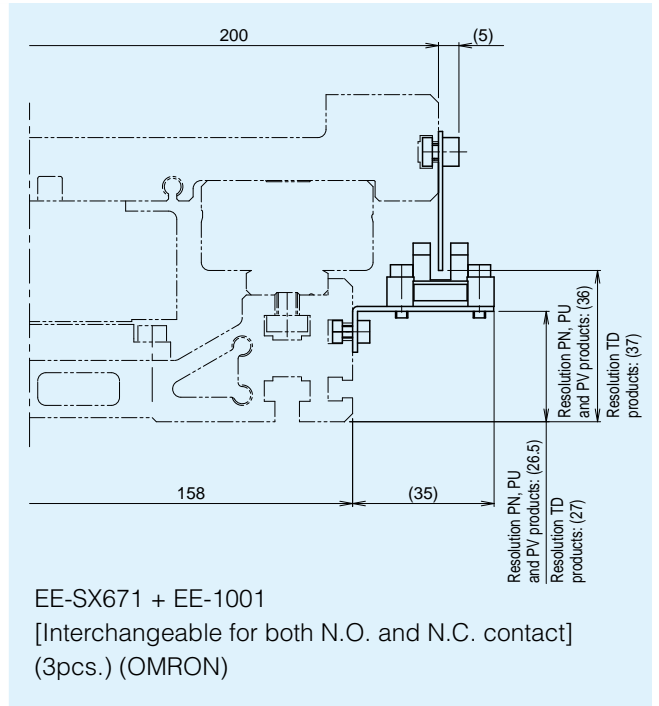 200
(5)
Resolution PN, PU
and PV products: (36)
Resolution TD
products: (37)
158
(35)
Resolution PN, PU
and PV products: (26.5)
Resolution TD
products: (27)
EE-SX671 + EE-1001
[Interchangeable for both N.O. and N.C. contact]
(3pcs.) (OMRON)